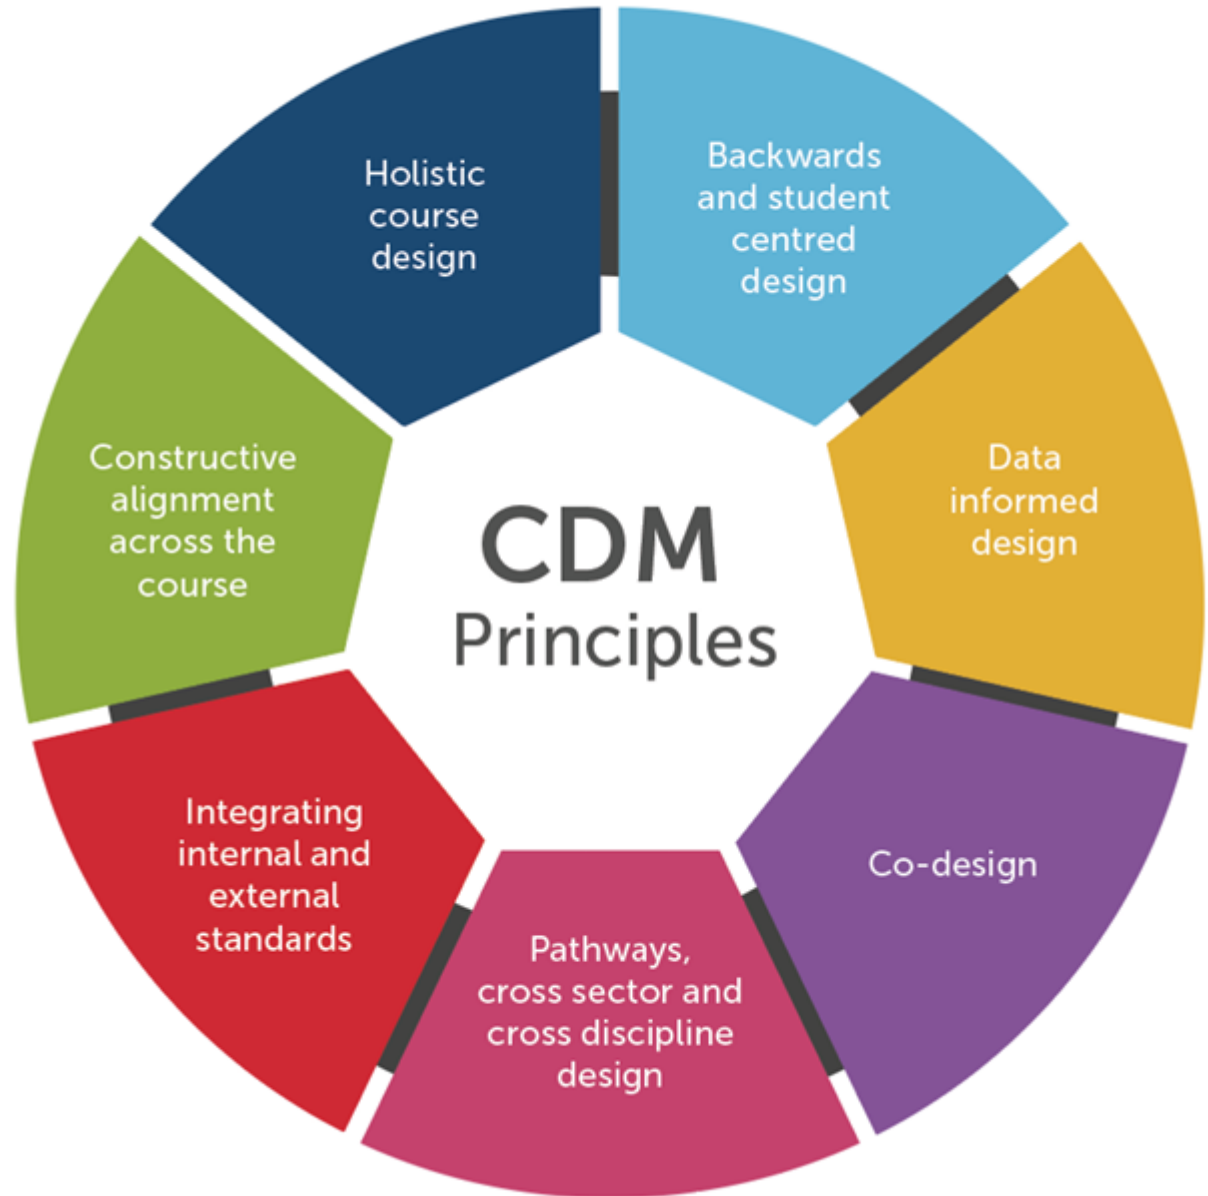 Holistic
course
design
Backwards
and student
centred
design
Data
informed
design
Co-design
Pathways,
cross sector and
cross discipline
design
Integrating
internal and
external
standards
Constructive
alignment
across the
course
CDM
Principles